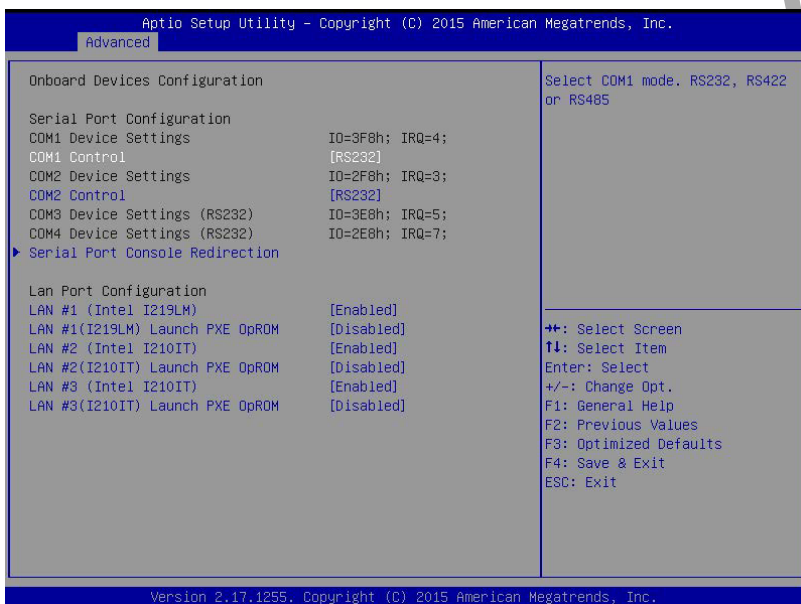 Aptio Setup Utility – Copyright (C) 2015 American Megatrends, Inc.
Advanced
Onboard Devices Configuration
Serial Port Configuration
COM1 Device Settings IO=3F8h; IRQ=4;
COM1 Control [RS232]
COM2 Device Settings IO=2F8h; IRQ=3;
COM2 Control [RS232]
COM3 Device Settings (RS232) IO=3E8h; IRQ=5;
COM4 Device Settings (RS232) IO=2E8h; IRQ=7;
Serial Port Console Redirection
Lan Port Configuration
LAN #1 (Intel I219LM) [Enabled]
LAN #1(I219LM) Launch PXE OpROM [Disabled]
LAN #2 (Intel I210IT) [Enabled]
LAN #2(I210IT) Launch PXE OpROM [Disabled]
LAN #3 (Intel I210IT) [Enabled]
LAN #3(I210IT) Launch PXE OpROM [Disabled]
Select COM1 mode. RS232, RS422
or RS485
→←: Select Screen
↑↓: Select Item
Enter: Select
+/-: Change Opt.
F1: General Help
F2: Previous Values
F3: Optimized Defaults
F4: Save & Exit
ESC: Exit
Version 2.17.1255. Copyright (C) 2015 American Megatrends, Inc.